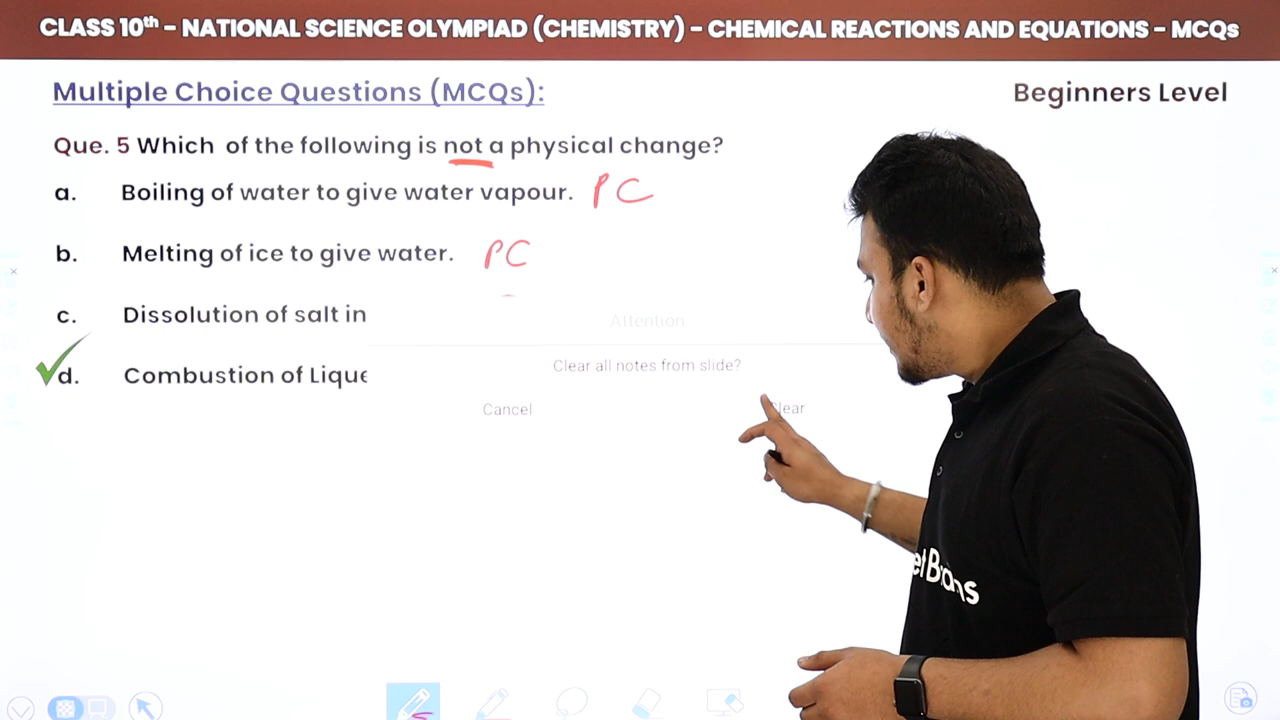 CLASS 10th – NATIONAL SCIENCE OLYMPIAD (CHEMISTRY) – CHEMICAL REACTIONS AND EQUATIONS – MCQs
Multiple Choice Questions (MCQs):
Beginners Level
Que. 5 Which of the following is not a physical change?
a. Boiling of water to give water vapour. PC
b. Melting of ice to give water. PC
c. Dissolution of salt in
Attention
Clear all notes from slide?
d. Combustion of
Cancel